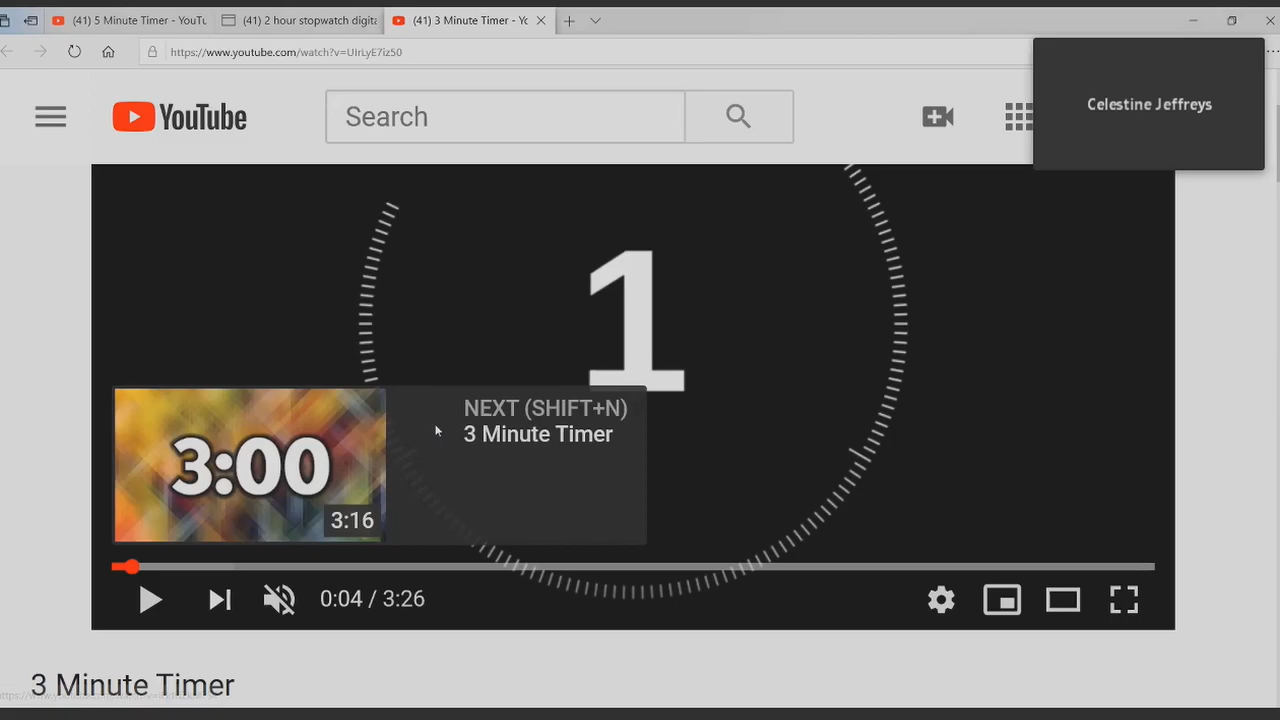 (41) 5 Minute Timer - YouTu
(41) 2 hour stopwatch digita
(41) 3 Minute Timer - Yo
https://www.youtube.com/watch?v=UIrLyE7iz50
YouTube
Search
Celestine Jeffreys
1
NEXT (SHIFT+N)
3 Minute Timer
3:00
3:16
0:04 / 3:26
3 Minute Timer